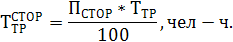 Т_ТР^СТОР = (П_СТОР * Т_ТР) / 100, чел – ч.